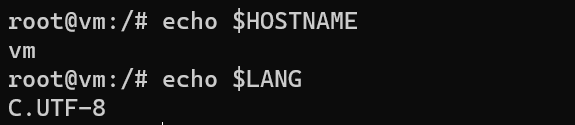 root@vm:/# echo $HOSTNAME
vm
root@vm:/# echo $LANG
C.UTF-8